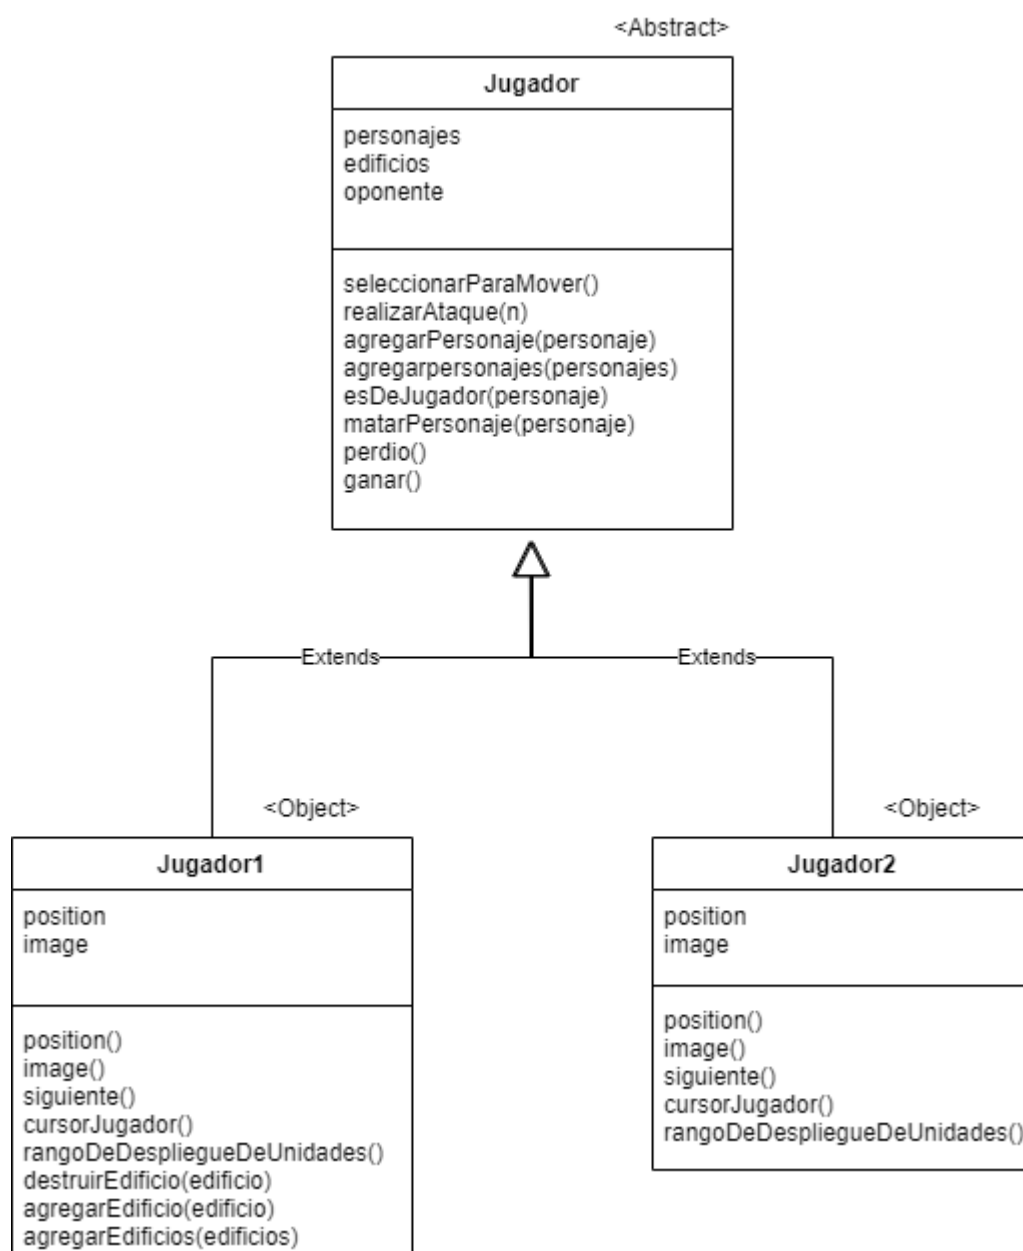 <Abstract>
Jugador
personajes
edificios
oponente
seleccionarParaMover()
realizarAtaque(n)
agregarPersonaje(personaje)
agregarpersonajes(personajes)
esDeJugador(personaje)
matarPersonaje(personaje)
perdio()
ganar()
Extends
Extends
<Object>
Jugador1
position
image
position()
image()
siguiente()
cursorJugador()
rangoDeDespliegueDeUnidades()
destruirEdificio(edificio)
agregarEdificio(edificio)
agregarEdificios(edificios)
<Object>
Jugador2
position
image
position()
image()
siguiente()
cursorJugador()
rangoDeDespliegueDeUnidades()